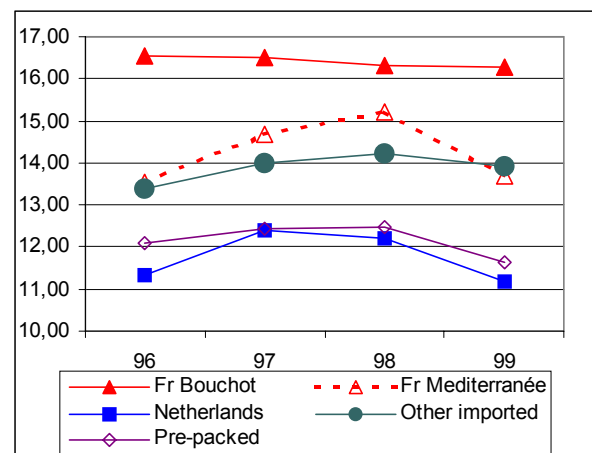 17,00
16,00
15,00
14,00
13,00
12,00
11,00
10,00
96 97 98 99
Fr Bouchot Fr Mediterranée
Netherlands Other imported
Pre-packed